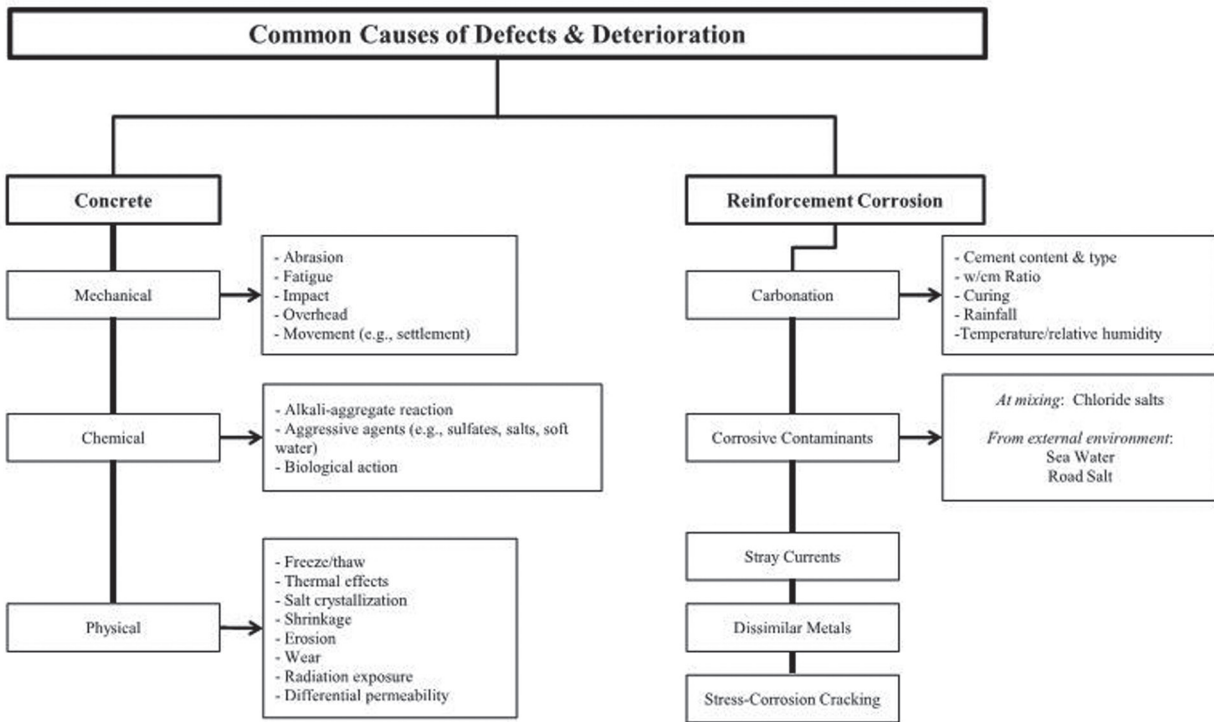 Common Causes of Defects & Deterioration
Concrete
Mechanical
- Abrasion
- Fatigue
- Impact
- Overhead
- Movement (e.g., settlement)
Chemical
- Alkali-aggregate reaction
- Aggressive agents (e.g., sulfates, salts, soft
water)
- Biological action
Physical
- Freeze/thaw
- Thermal effects
- Salt crystallization
- Shrinkage
- Erosion
- Wear
- Radiation exposure
- Differential permeability
Reinforcement Corrosion
Carbonation
- Cement content & type
- w/cm Ratio
- Curing
- Rainfall
-Temperature/relative humidity
Corrosive Contaminants
At mixing: Chloride salts
From external environment:
Sea Water
Road Salt
Stray Currents
Dissimilar Metals
Stress-Corrosion Cracking